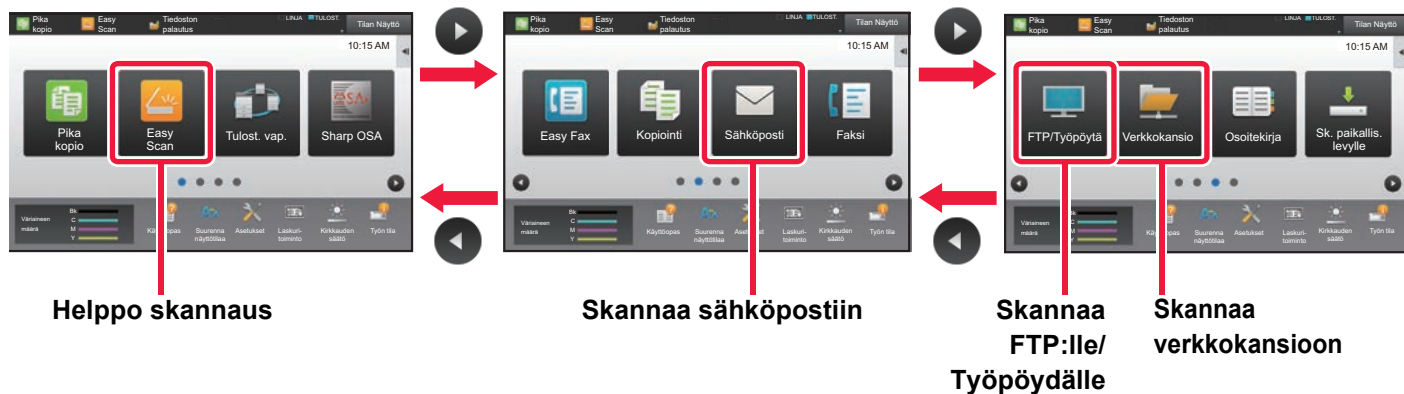 Pika kopio
Easy Scan
Tiedoston palautus
LINJA
TULOST.
Tilan Näyttö
10:15 AM
Pika kopio
Easy Scan
Tulost. vap.
Sharp OSA
Väriaineen määrä
Bk
C
M
Y
Käyttöopas
Suurenna näyttötilaa
Asetukset
Laskuri-toiminto
Kirkkauden säätö
Työn tila
Helppo skannaus
Pika kopio
Easy Scan
Tiedoston palautus
LINJA
TULOST.
Tilan Näyttö
10:15 AM
Easy Fax
Kopiointi
Sähköposti
Faksi
Väriaineen määrä
Bk
C
M
Y
Käyttöopas
Suurenna näyttötilaa
Asetukset
Laskuri-toiminto
Kirkkauden säätö
Työn tila
Skannaa sähköpostiin
Pika kopio
Easy Scan
Tiedoston palautus
LINJA
TULOST.
Tilan Näyttö
10:15 AM
FTP/Työpöytä
Verkkokansio
Osoitekirja
Sk. paikallis. levylle
Väriaineen määrä
Bk
C
M
Y
Käyttöopas
Suurenna näyttötilaa
Asetukset
Laskuri-toiminto
Kirkkauden säätö
Työn tila
Skannaa
FTP:lle/
Työpöydälle
Skannaa
verkkokansioon